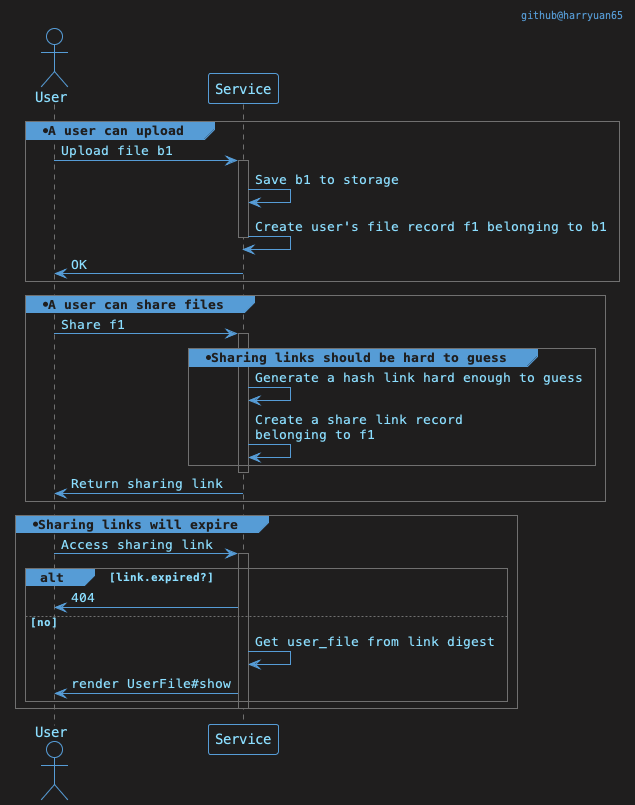 github@harryuan65
User
Service
•A user can upload
Upload file b1
Save b1 to storage
Create user's file record f1 belonging to b1
OK
•A user can share files
Share f1
•Sharing links should be hard to guess
Generate a hash link hard enough to guess
Create a share link record
belonging to f1
Return sharing link
•Sharing links will expire
Access sharing link
alt [link.expired?]
404
[no]
Get user_file from link digest
render UserFile#show
User
Service